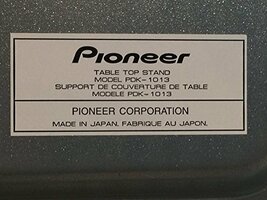 Pioneer
TABLE TOP STAND
MODEL PDK-1013
SUPPORT DE COUVERTURE DE TABLE
MODELE PDK-1013
PIONEER CORPORATION
MADE IN JAPAN. FABRIQUE AU JAPON.